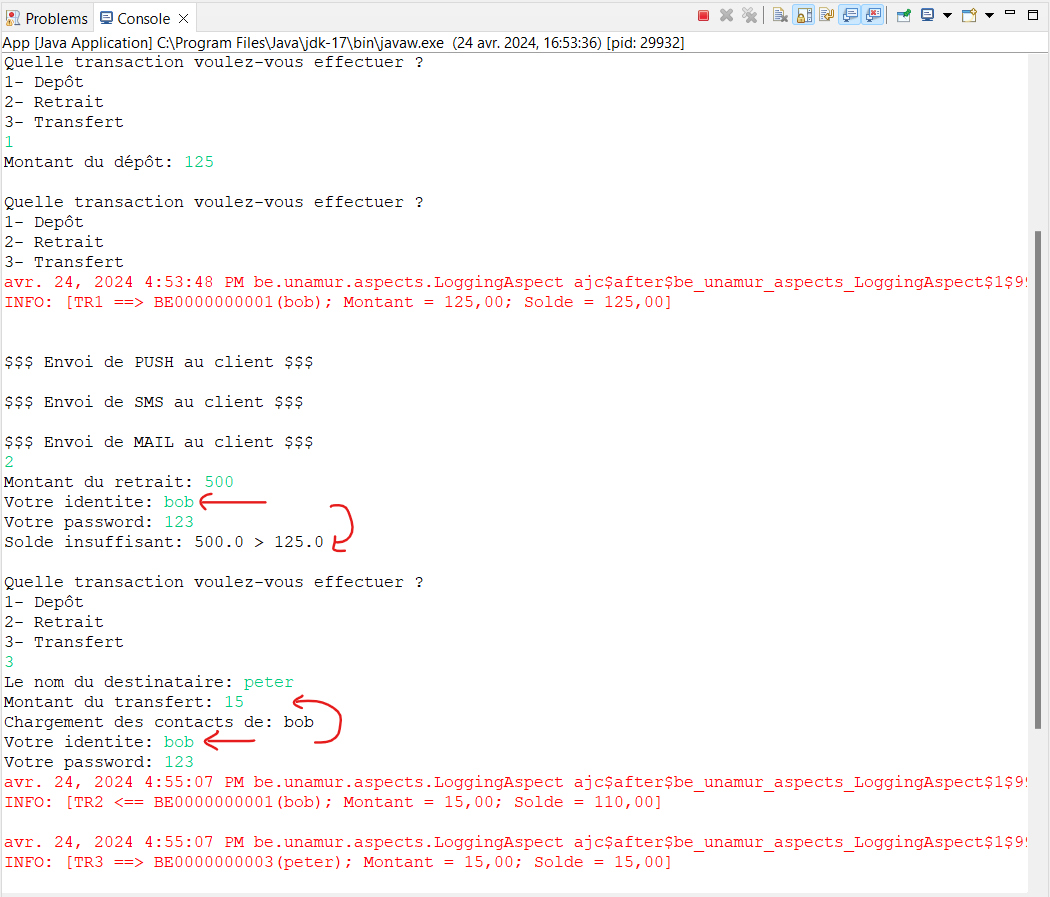 Problems Console
App [Java Application] C:\Program Files\Java\jdk-17\bin\javaw.exe (24 avr. 2024, 16:53:36) [pid: 29932]
Quelle transaction voulez-vous effectuer ?
1- Depôt
2- Retrait
3- Transfert
1
Montant du dépôt: 125
Quelle transaction voulez-vous effectuer ?
1- Depôt
2- Retrait
3- Transfert
avr. 24, 2024 4:53:48 PM be.unamur.aspects.LoggingAspect ajc$after$be_unamur_aspects_LoggingAspect$1$9
INFO: [TR1 ==> BE0000000001(bob); Montant = 125,00; Solde = 125,00]
$$$ Envoi de PUSH au client $$$
$$$ Envoi de SMS au client $$$
$$$ Envoi de MAIL au client $$$
2
Montant du retrait: 500
Votre identite: bob
Votre password: 123
Solde insuffisant: 500.0 > 125.0
Quelle transaction voulez-vous effectuer ?
1- Depôt
2- Retrait
3- Transfert
3
Le nom du destinataire: peter
Montant du transfert: 15
Chargement des contacts de: bob
Votre identite: bob
Votre password: 123
avr. 24, 2024 4:55:07 PM be.unamur.aspects.LoggingAspect ajc$after$be_unamur_aspects_LoggingAspect$1$9
INFO: [TR2 <== BE0000000001(bob); Montant = 15,00; Solde = 110,00]
avr. 24, 2024 4:55:07 PM be.unamur.aspects.LoggingAspect ajc$after$be_unamur_aspects_LoggingAspect$1$9
INFO: [TR3 ==> BE0000000003(peter); Montant = 15,00; Solde = 15,00]